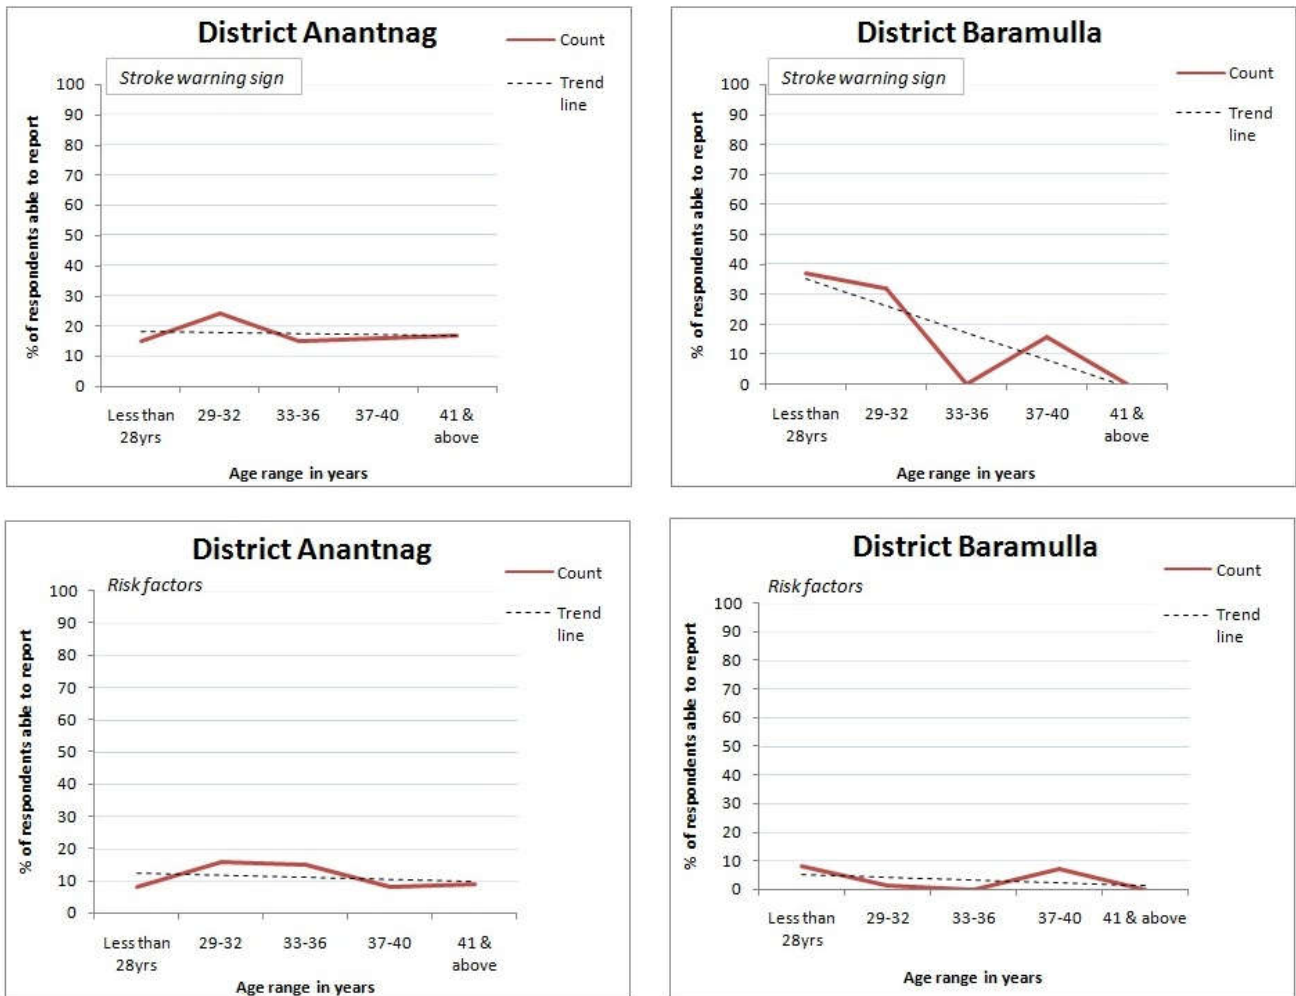 District Anantnag
Count
Trend
line
Stroke warning sign
% of respondents able to report
100
90
80
70
60
50
40
30
20
10
0
Less than
28yrs
29-32
33-36
37-40
41 &
above
Age range in years
District Baramulla
Count
Trend
line
Stroke warning sign
% of respondents able to report
100
90
80
70
60
50
40
30
20
10
0
Less than
28yrs
29-32
33-36
37-40
41 &
above
Age range in years
District Anantnag
Count
Trend
line
Risk factors
% of respondents able to report
100
90
80
70
60
50
40
30
20
10
0
Less than
28yrs
29-32
33-36
37-40
41 &
above
Age range in years
District Baramulla
Count
Trend
line
Risk factors
% of respondents able to report
100
90
80
70
60
50
40
30
20
10
0
Less than
28yrs
29-32
33-36
37-40
41 & above
Age range in years